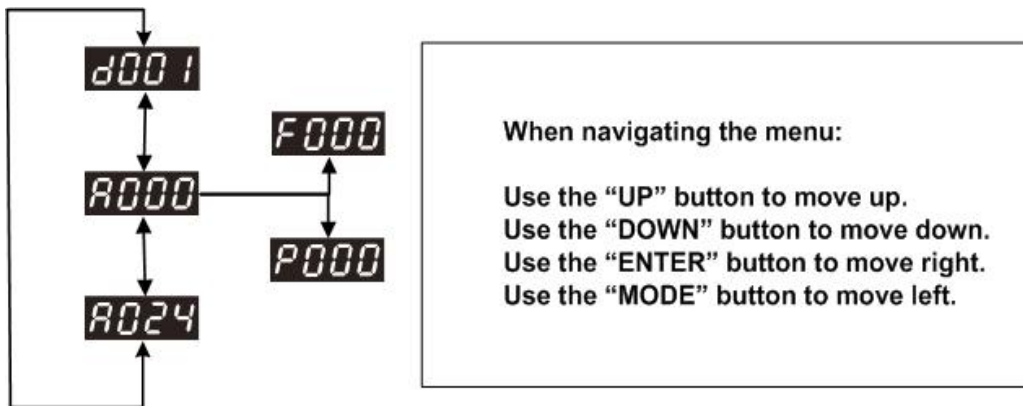 d001
F000
A000
P000
A024
When navigating the menu:
Use the “UP” button to move up.
Use the “DOWN” button to move down.
Use the “ENTER” button to move right.
Use the “MODE” button to move left.